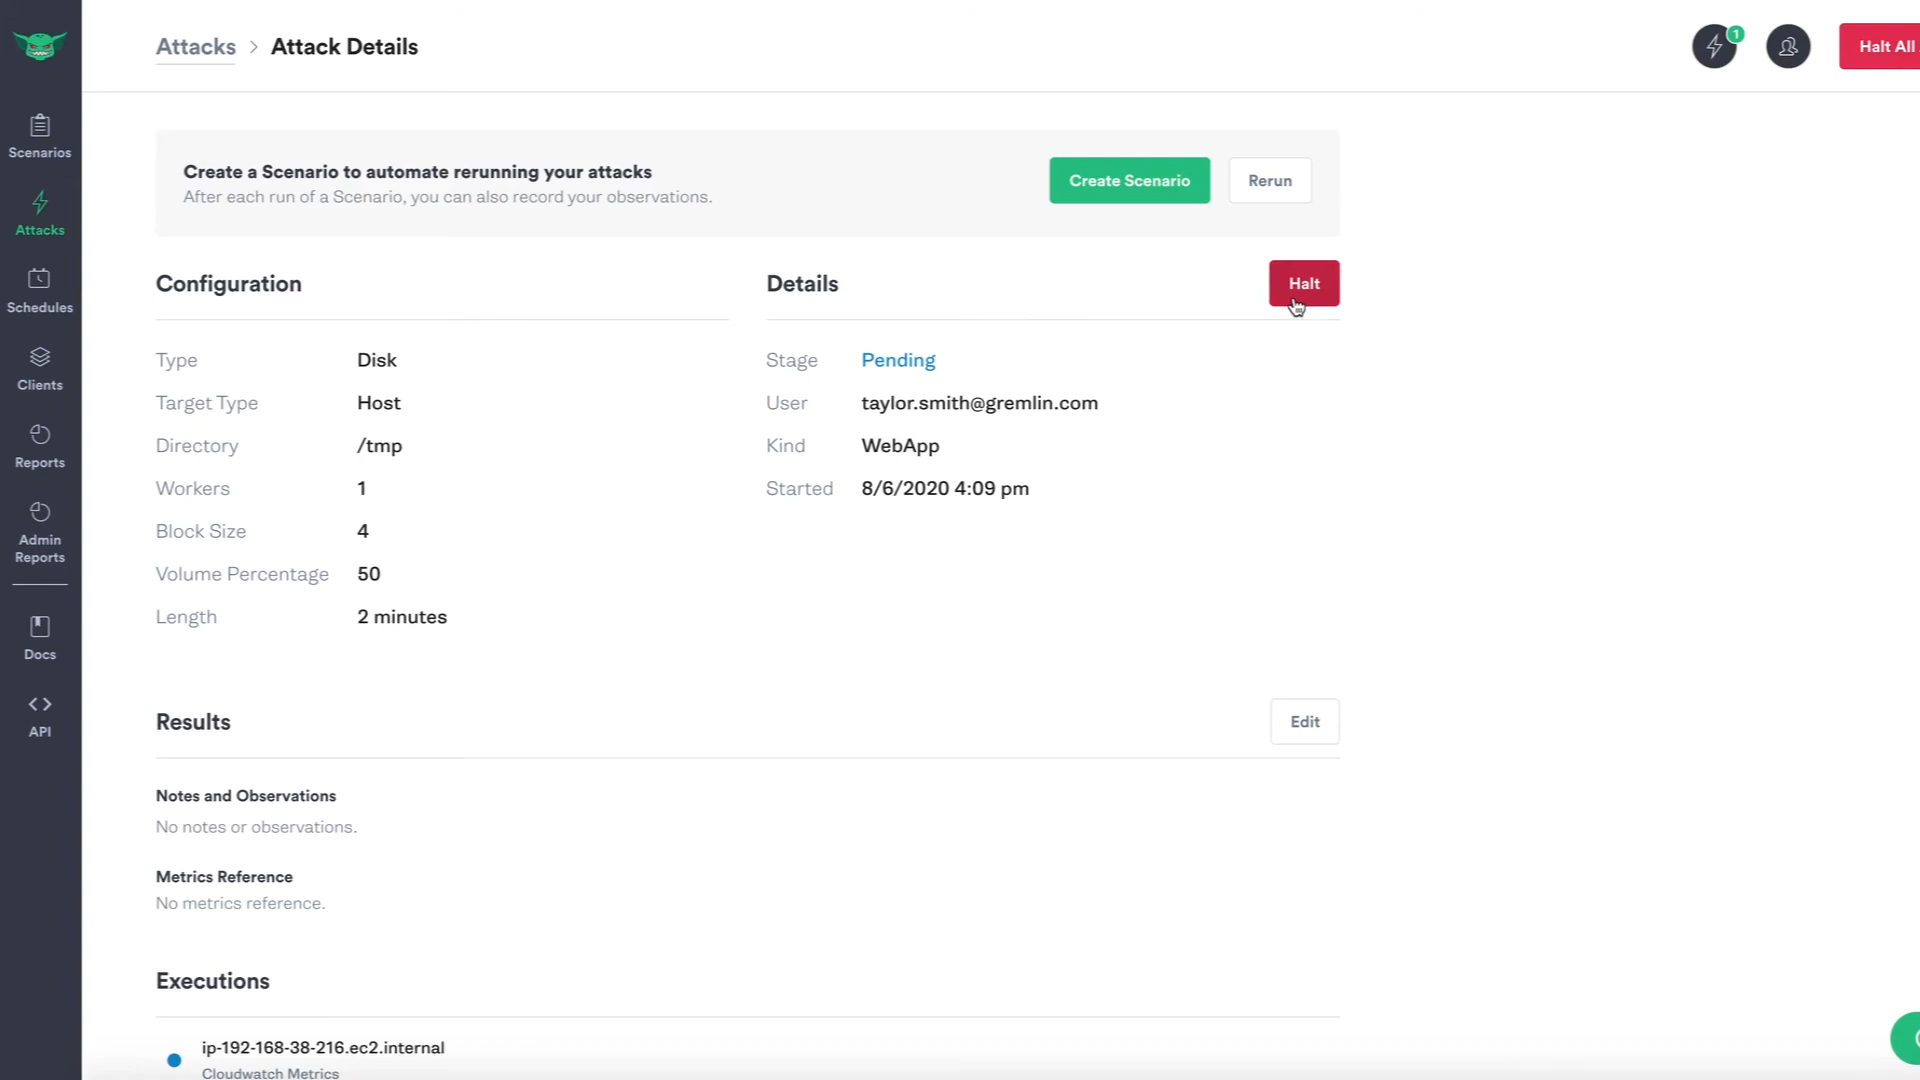 Attacks > Attack Details
1
Halt All
Scenarios
Attacks
Schedules
Clients
Reports
Admin
Reports
Docs
API
Create a Scenario to automate rerunning your attacks
After each run of a Scenario, you can also record your observations.
Create Scenario
Rerun
Configuration
Type Disk
Target Type Host
Directory /tmp
Workers 1
Block Size 4
Volume Percentage 50
Length 2 minutes
Details
Halt
Stage Pending
User taylor.smith@gremlin.com
Kind WebApp
Started 8/6/2020 4:09 pm
Results
Edit
Notes and Observations
No notes or observations.
Metrics Reference
No metrics reference.
Executions
ip-192-168-38-216.ec2.internal
Cloudwatch Metrics